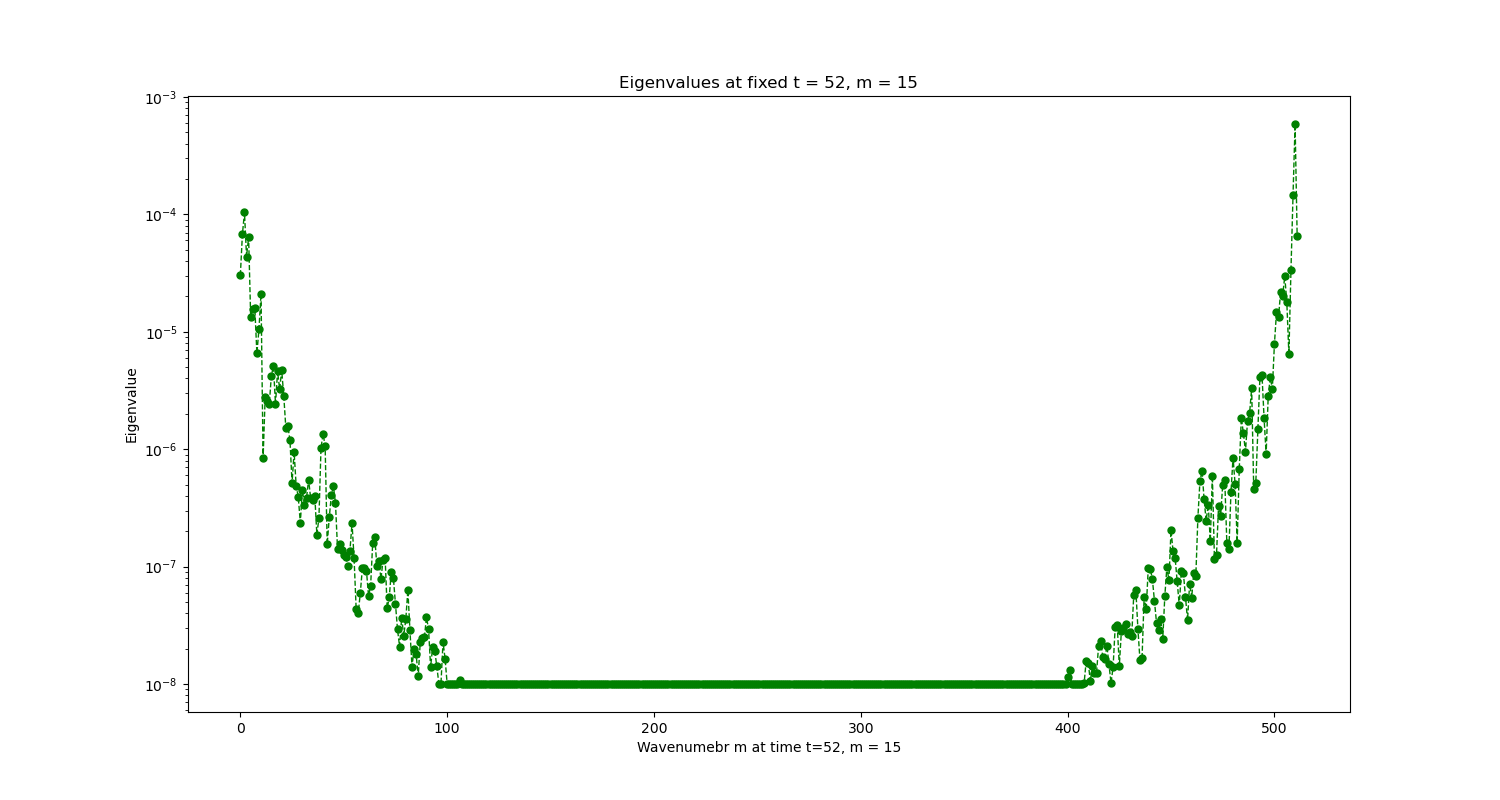 Eigenvalues at fixed t = 52, m = 15
10⁻³
10⁻⁴
10⁻⁵
10⁻⁶
10⁻⁷
10⁻⁸
Eigenvalue
0 100 200 300 400 500
Wavenumebr m at time t=52, m = 15